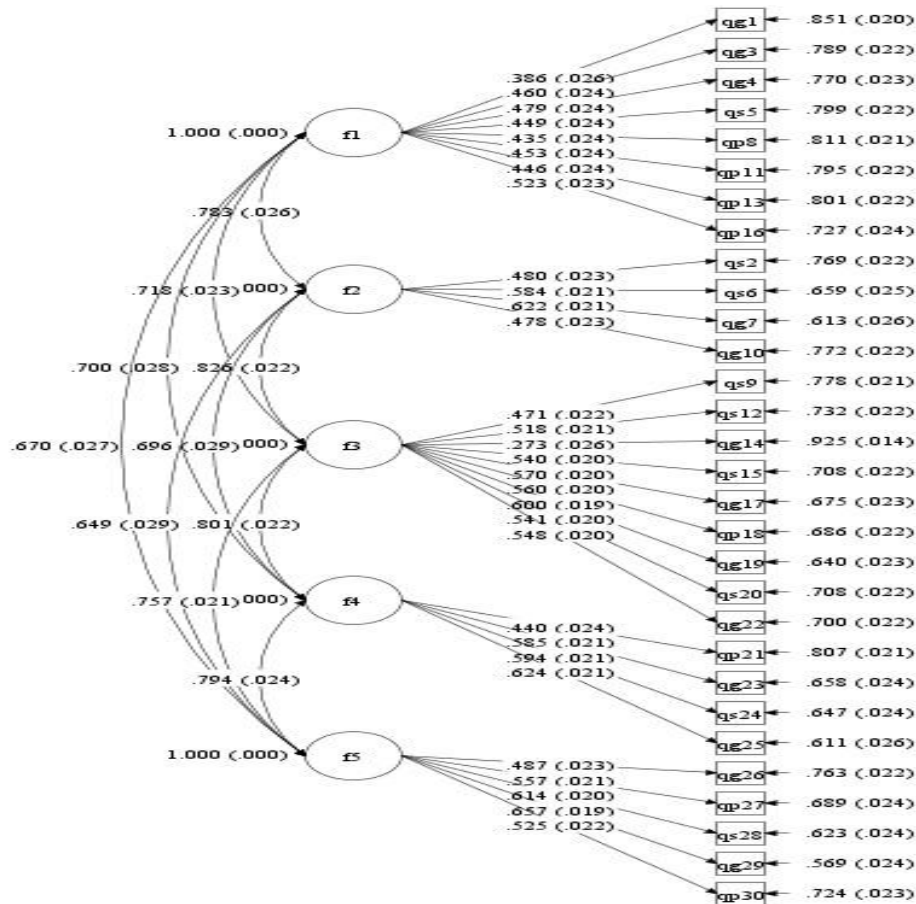 qg1 .851 (.020)
qg3 .789 (.022)
.386 (.026)
qg4 .770 (.023)
.460 (.024)
.479 (.024)
qs5 .799 (.022)
.449 (.024)
1.000 (.000) f1
.435 (.024)
qp8 .811 (.021)
.453 (.024)
qp11 .795 (.022)
.446 (.024)
.523 (.023)
qp13 .801 (.022)
.783 (.026)
qp16 .727 (.024)
qs2 .769 (.022)
.480 (.023)
.718 (.023) 000) f2
.584 (.021)
qs6 .659 (.025)
.622 (.021)
qg7 .613 (.026)
.478 (.023)
qg10 .772 (.022)
.700 (.028) .826 (.022)
qs9 .778 (.021)
.471 (.022)
qs12 .732 (.022)
.518 (.021)
.670 (.027) .696 (.029) 000) f3
.273 (.026)
qg14 .925 (.014)
.540 (.020)
qs15 .708 (.022)
.570 (.020)
.560 (.020)
qg17 .675 (.023)
.600 (.019)
.649 (.029) .801 (.022)
.541 (.020)
qp18 .686 (.022)
.548 (.020)
qg19 .640 (.023)
qs20 .708 (.022)
.757 (.021) 000) f4
qg22 .700 (.022)
.440 (.024)
.585 (.021)
qp21 .807 (.021)
.594 (.021)
.624 (.021)
qg23 .658 (.024)
.794 (.024)
qs24 .647 (.024)
qg25 .611 (.026)
1.000 (.000) f5
.487 (.023)
qg26 .763 (.022)
.557 (.021)
.614 (.020)
qp27 .689 (.024)
.657 (.019)
.525 (.022)
qs28 .623 (.024)
qg29 .569 (.024)
qp30 .724 (.023)